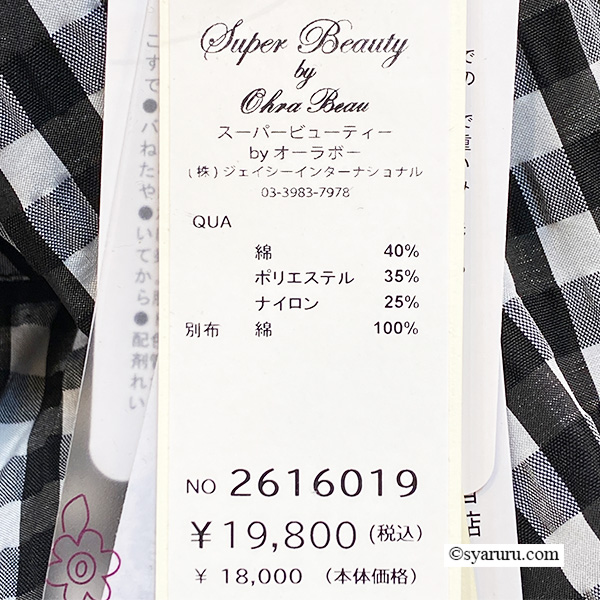 Super Beauty
by
Ohra Beau
スーパービューティー
by オーラボー
(株)ジェイシーインターナショナル
03-3983-7978
QUA
綿 40%
ポリエステル 35%
ナイロン 25%
別布 綿 100%
NO 2616019
¥19,800(税込)
¥ 18,000 (本体価格)
©syaruru.com